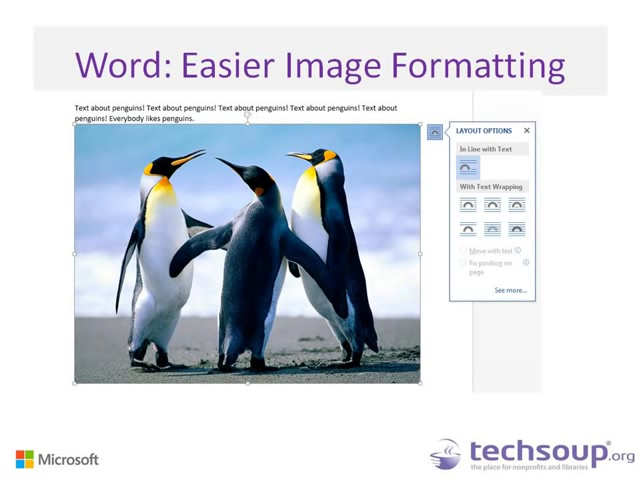 Word: Easier Image Formatting
Text about penguins! Text about penguins! Text about penguins! Text about penguins! Text about
penguins! Everybody likes penguins.
LAYOUT OPTIONS
In Line with Text
With Text Wrapping
Move with text
Fix position on
page
See more...
Microsoft
techsoup.org
the place for nonprofits and libraries